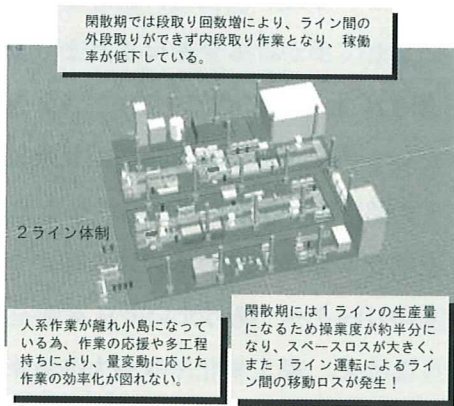 閑散期では段取り回数増により、ライン間の
外段取りができず内段取り作業となり、稼働
率が低下している。
2ライン体制
人系作業が離れ小島になって
いる為、作業の応援や多工程
持ちにより、量変動に応じた
作業の効率化が図れない。
閑散期には1ラインの生産量
になるため操業度が約半分に
なり、スペースロスが大きく、
また1ライン運転によるライ
ン間の移動ロスが発生！